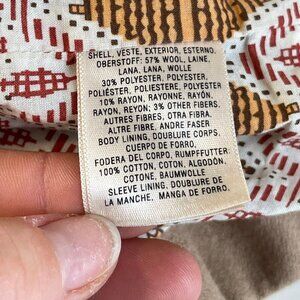 SHELL, VESTE, EXTERIOR, ESTERNO,
OBERSTOFF: 57% WOOL, LAINE,
LANA, LANA, WOLLE
30% POLYESTER, POLYESTER,
POLIÉSTER, POLIESTERE, POLYESTER
10% RAYON, RAYONNE, RAYÓN,
RAYON, RAYON; 3% OTHER FIBERS,
AUTRES FIBRES, OTRA FIBRA,
ALTRE FIBRE, ANDRE FASER
BODY LINING, DOUBLURE CORPS,
CUERPO DE FORRO,
FODERA DEL CORPO, RUMPFFUTTER:
100% COTTON, COTON, ALGODÓN,
COTONE, BAUMWOLLE
SLEEVE LINING, DOUBLURE DE
LA MANCHE, MANGA DE FORRO,